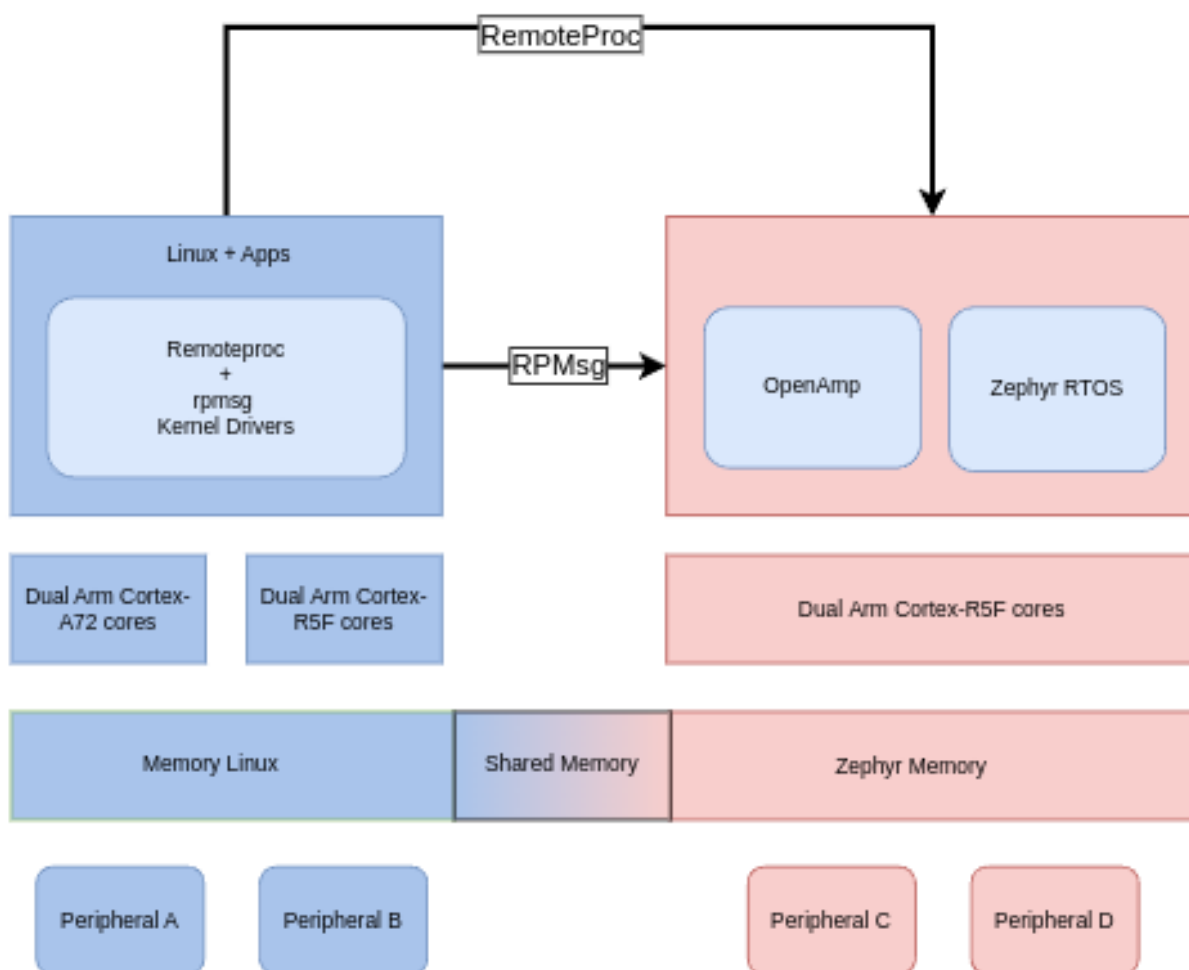 RemoteProc
Linux + Apps
Remoteproc
+
rpmsg
Kernel Drivers
RPMsg
OpenAmp
Zephyr RTOS
Dual Arm Cortex-
A72 cores
Dual Arm Cortex-
R5F cores
Dual Arm Cortex-R5F cores
Memory Linux
Shared Memory
Zephyr Memory
Peripheral A
Peripheral B
Peripheral C
Peripheral D